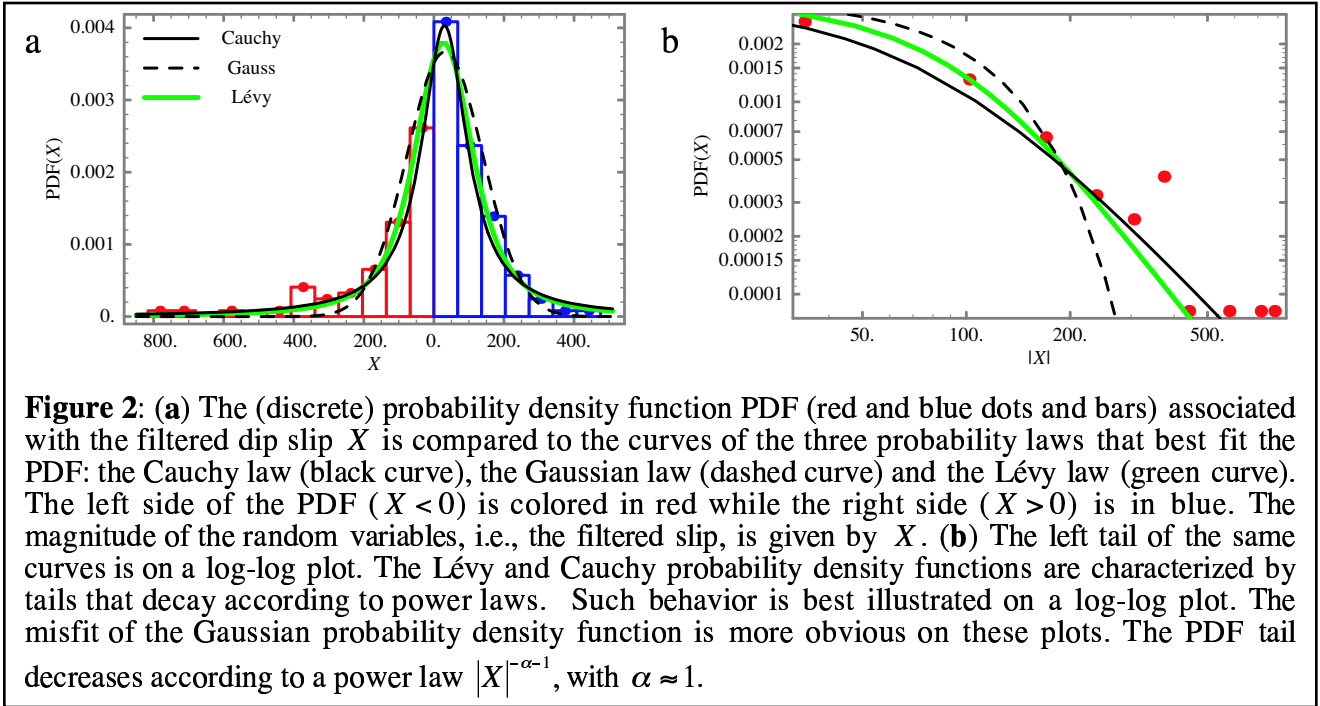 a
Cauchy
Gauss
Lévy
0.004
0.003
0.002
0.001
0.
PDF(X)
800. 600. 400. 200. 0. 200. 400.
X
b
0.002
0.0015
0.001
0.0007
0.0005
0.0003
0.0002
0.00015
0.0001
PDF(X)
50. 100. 200. 500.
|X|
Figure 2: (a) The (discrete) probability density function PDF (red and blue dots and bars) associated
with the filtered dip slip X is compared to the curves of the three probability laws that best fit the
PDF: the Cauchy law (black curve), the Gaussian law (dashed curve) and the Lévy law (green curve).
The left side of the PDF (X < 0) is colored in red while the right side (X > 0) is in blue. The
magnitude of the random variables, i.e., the filtered slip, is given by X. (b) The left tail of the same
curves is on a log-log plot. The Lévy and Cauchy probability density functions are characterized by
tails that decay according to power laws. Such behavior is best illustrated on a log-log plot. The
misfit of the Gaussian probability density function is more obvious on these plots. The PDF tail
decreases according to a power law |X|^{-α-1}, with α ≈ 1.